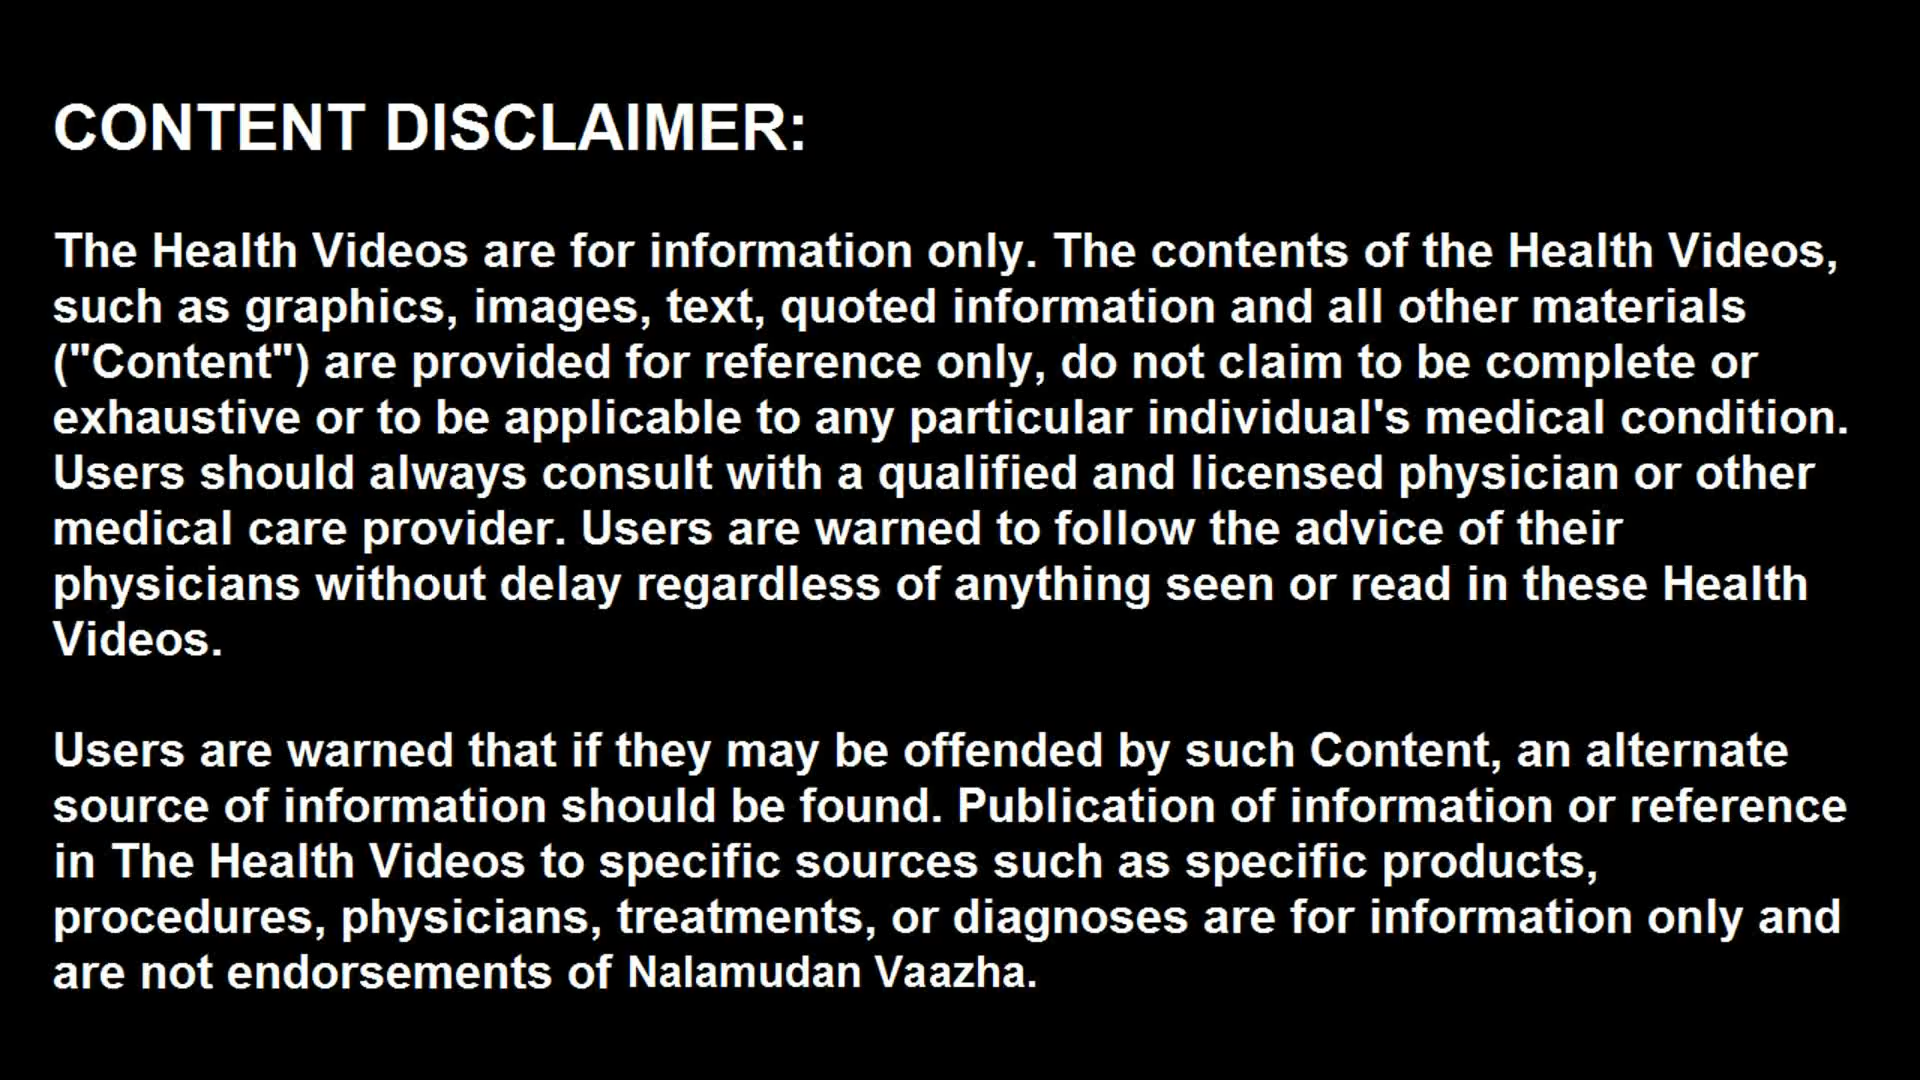 CONTENT DISCLAIMER:
The Health Videos are for information only. The contents of the Health Videos,
such as graphics, images, text, quoted information and all other materials
("Content") are provided for reference only, do not claim to be complete or
exhaustive or to be applicable to any particular individual's medical condition.
Users should always consult with a qualified and licensed physician or other
medical care provider. Users are warned to follow the advice of their
physicians without delay regardless of anything seen or read in these Health
Videos.
Users are warned that if they may be offended by such Content, an alternate
source of information should be found. Publication of information or reference
in The Health Videos to specific sources such as specific products,
procedures, physicians, treatments, or diagnoses are for information only and
are not endorsements of Nalamudan Vaazha.